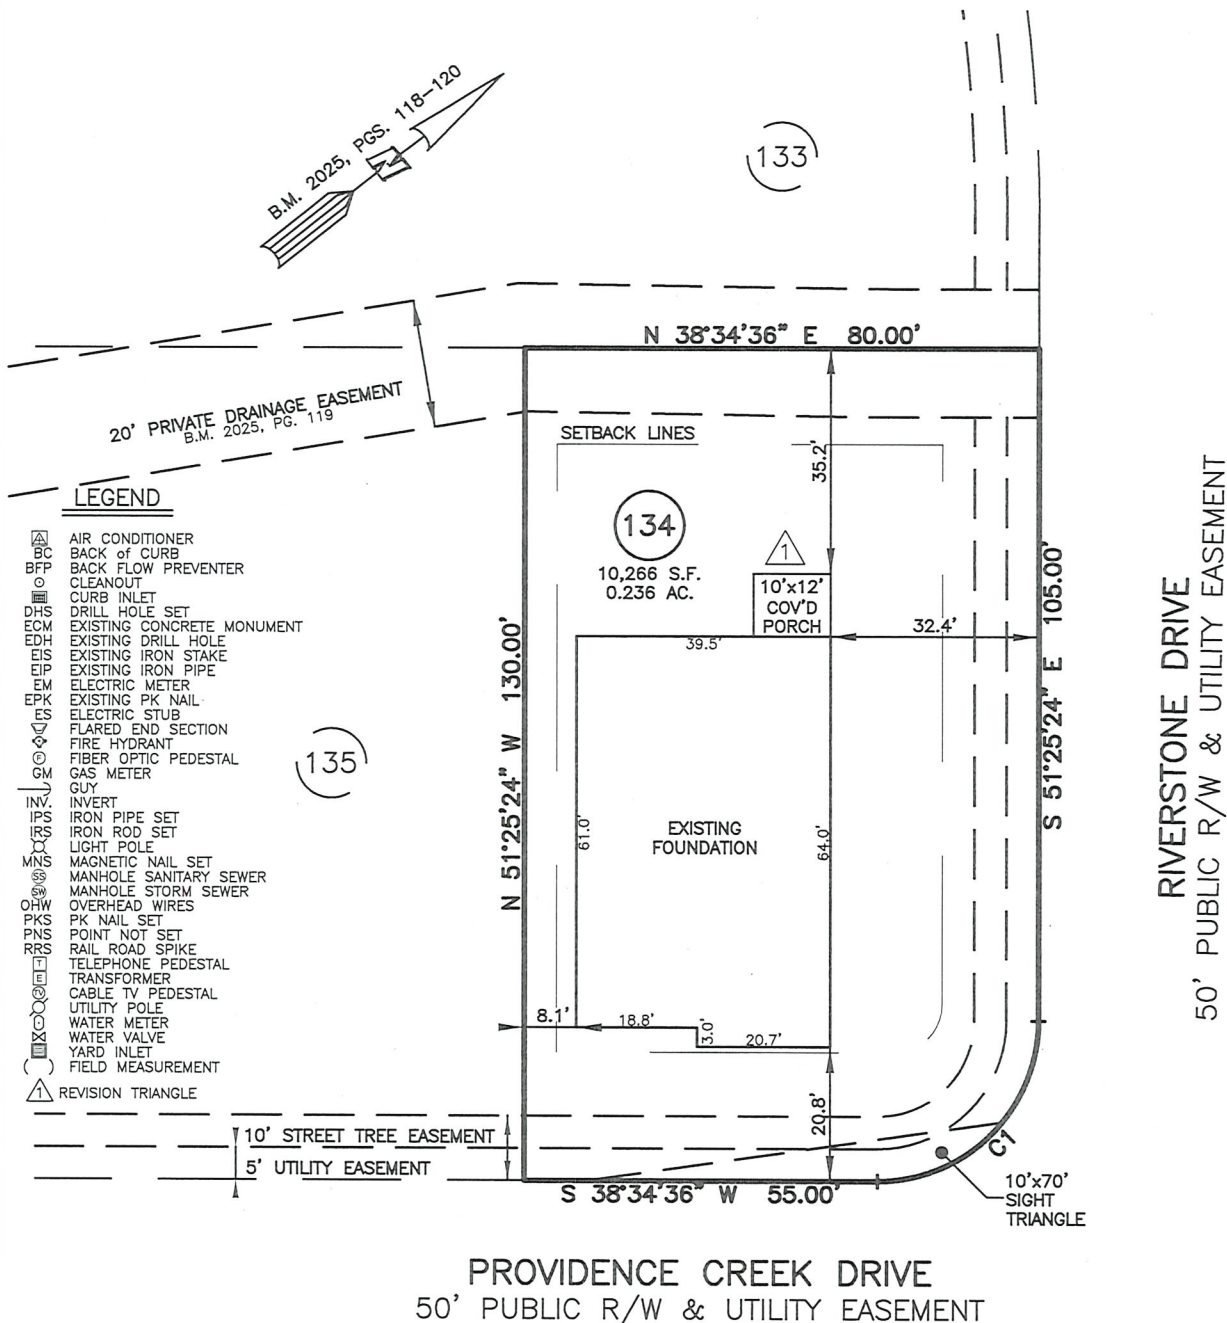 B.M. 2025, PGS. 118-120
N
133
N 38°34'36" E 80.00'
20' PRIVATE DRAINAGE EASEMENT
B.M. 2025, PG. 119
SETBACK LINES
35.2'
134
10,266 S.F.
0.236 AC.
1
10'x12'
COV'D
PORCH
39.5'
32.4'
N 51°25'24" W 130.00'
S 51°25'24" E 105.00'
RIVERSTONE DRIVE
50' PUBLIC R/W & UTILITY EASEMENT
LEGEND
A AIR CONDITIONER
BC BACK of CURB
BFP BACK FLOW PREVENTER
CLEANOUT
CURB INLET
DHS DRILL HOLE SET
ECM EXISTING CONCRETE MONUMENT
EDH EXISTING DRILL HOLE
EIS EXISTING IRON STAKE
EIP EXISTING IRON PIPE
EM ELECTRIC METER
EPK EXISTING PK NAIL
ES ELECTRIC STUB
FLARED END SECTION
FIRE HYDRANT
F FIBER OPTIC PEDESTAL
GM GAS METER
GUY
INV. INVERT
IPS IRON PIPE SET
IRS IRON ROD SET
LIGHT POLE
MNS MAGNETIC NAIL SET
SS MANHOLE SANITARY SEWER
SW MANHOLE STORM SEWER
OHW OVERHEAD WIRES
PKS PK NAIL SET
PNS POINT NOT SET
RRS RAIL ROAD SPIKE
T TELEPHONE PEDESTAL
E TRANSFORMER
TV CABLE TV PEDESTAL
UTILITY POLE
WATER METER
WATER VALVE
YARD INLET
( ) FIELD MEASUREMENT
1 REVISION TRIANGLE
135
61.0'
EXISTING
FOUNDATION
64.0'
8.1'
18.8'
3.0'
20.7'
20.8'
10' STREET TREE EASEMENT
5' UTILITY EASEMENT
C1
S 38°34'36" W 55.00'
10'x70'
SIGHT
TRIANGLE
PROVIDENCE CREEK DRIVE
50' PUBLIC R/W & UTILITY EASEMENT